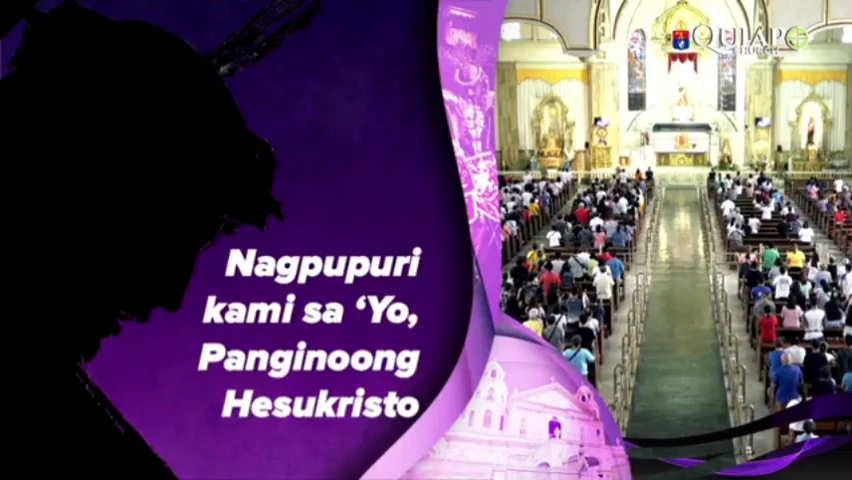 Nagpupuri
kami sa ‘Yo,
Panginoong
Hesukristo
QUIAPO
CHURCH